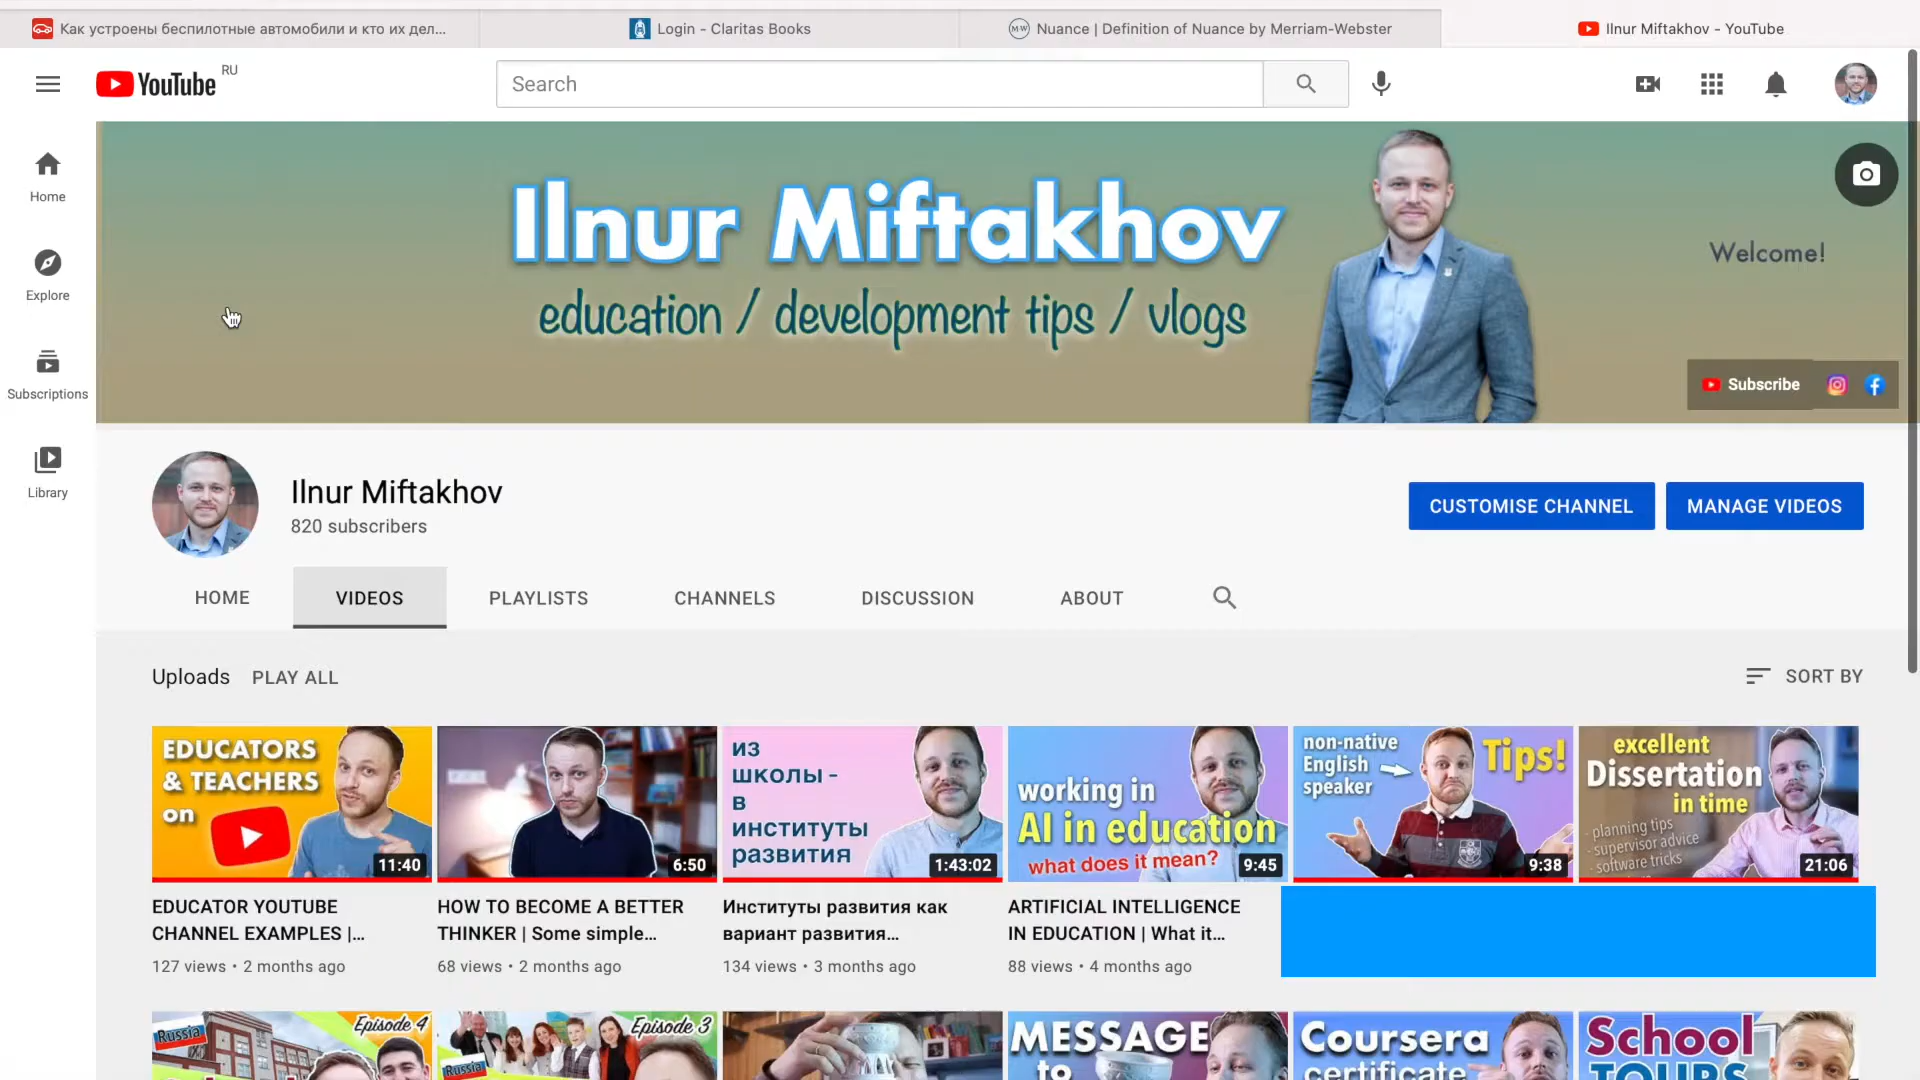 Как устроены беспилотные автомобили и кто их дел...
Login - Claritas Books
Nuance | Definition of Nuance by Merriam-Webster
Ilnur Miftakhov - YouTube
YouTube RU
Search
Home
Explore
Subscriptions
Library
Ilnur Miftakhov
education / development tips / vlogs
Welcome!
Subscribe
Ilnur Miftakhov
820 subscribers
CUSTOMISE CHANNEL
MANAGE VIDEOS
HOME
VIDEOS
PLAYLISTS
CHANNELS
DISCUSSION
ABOUT
Uploads
PLAY ALL
SORT BY
EDUCATORS
& TEACHERS
on
11:40
EDUCATOR YOUTUBE
CHANNEL EXAMPLES |...
127 views • 2 months ago
6:50
HOW TO BECOME A BETTER
THINKER | Some simple...
68 views • 2 months ago
из
школы -
в
институты
развития
1:43:02
Институты развития как
вариант развития...
134 views • 3 months ago
working in
AI in education
what does it mean?
9:45
ARTIFICIAL INTELLIGENCE
IN EDUCATION | What it...
88 views • 4 months ago
non-native
English
speaker
Tips!
9:38
excellent
Dissertation
in time
- planning tips
- supervisor advice
- software tricks
21:06
Russia
Episode 4
Episode 3
Russia
MESSAGE
to
Coursera
certificate
School
TOURS